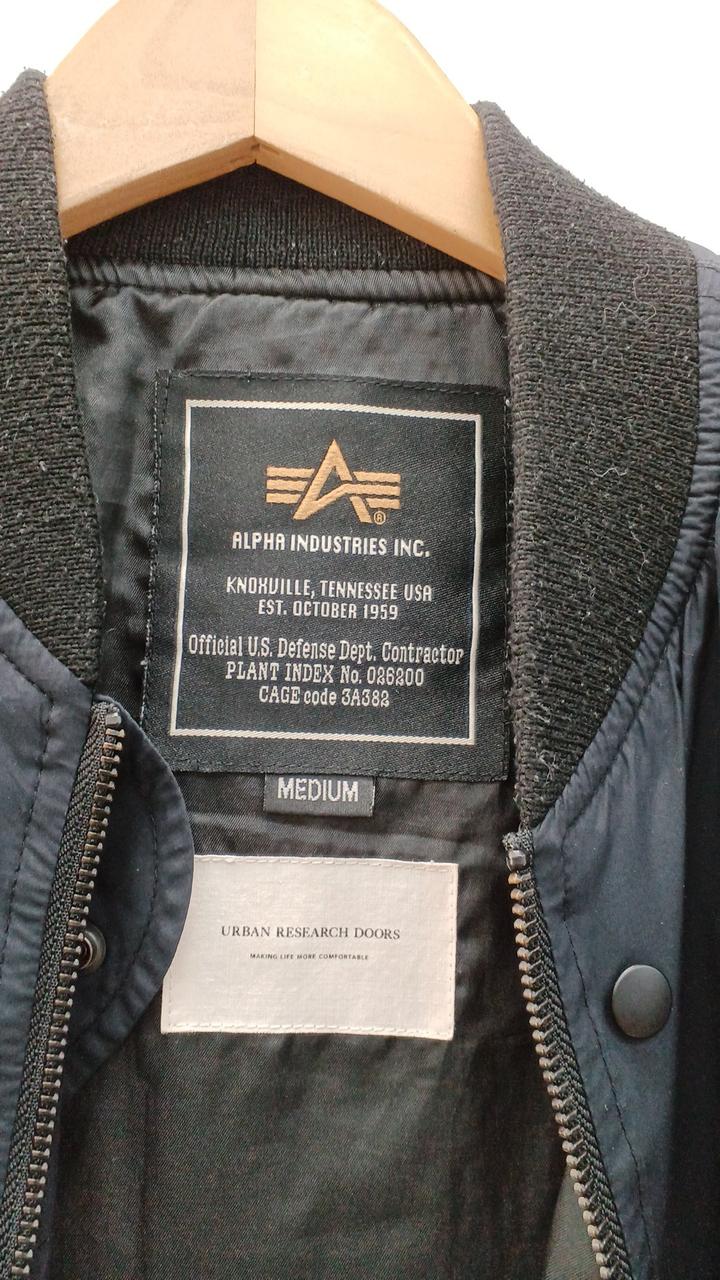 ALPHA INDUSTRIES INC.
KNOXVILLE, TENNESSEE USA
EST. OCTOBER 1959
Official U.S. Defense Dept. Contractor
PLANT INDEX No. 026200
CAGE code 3A382
MEDIUM
URBAN RESEARCH DOORS
MAKING LIFE MORE COMFORTABLE